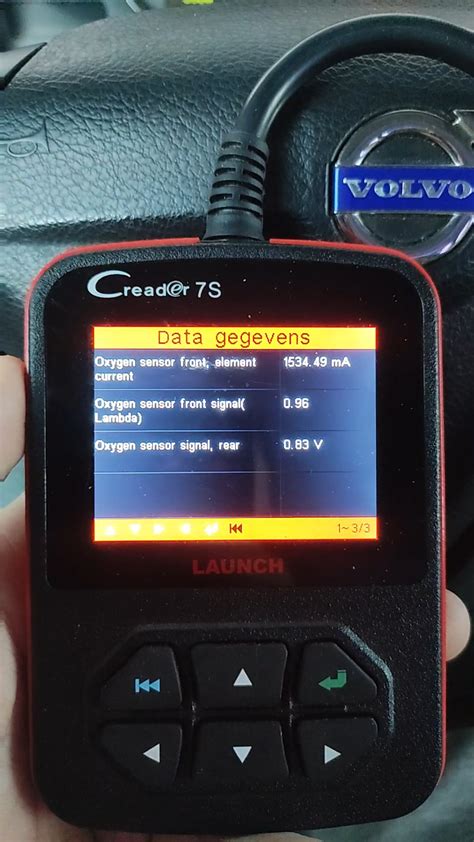 VOLVO
Creader 7S
Data gegevens
Oxygen sensor front, element 1534.49 mA
current
Oxygen sensor front signal( 0.96
Lambda)
Oxygen sensor signal, rear 0.83 V
1~3/3
LAUNCH